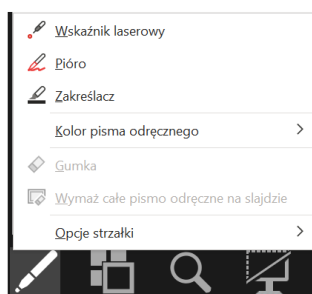 Wskaźnik laserowy
Pióro
Zakreślacz
Kolor pisma odręcznego
Gumka
Wymaż całe pismo odręczne na slajdzie
Opcje strzałki